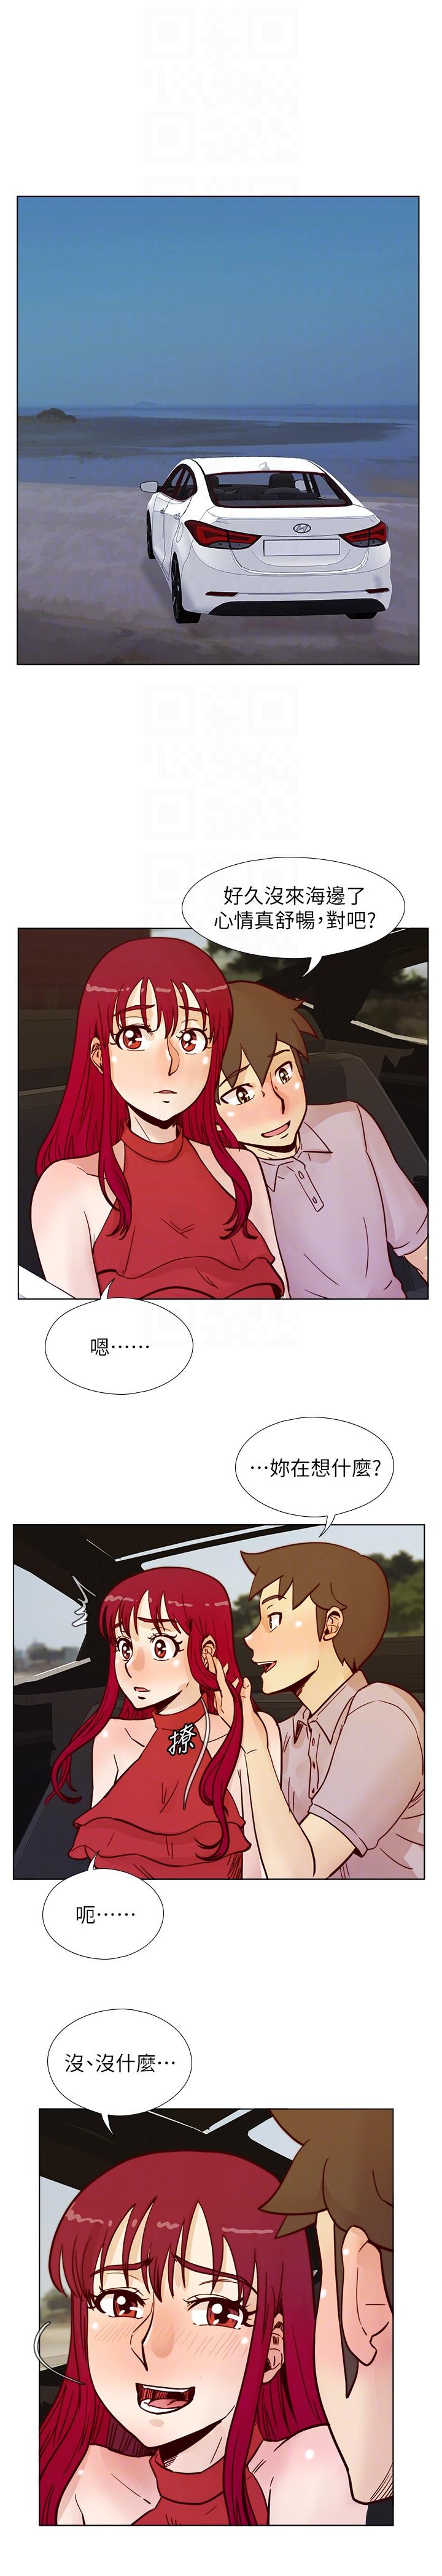 好久沒來海邊了
心情真舒暢，對吧?
嗯……
…妳在想什麼?
撩
呃……
沒、沒什麼…